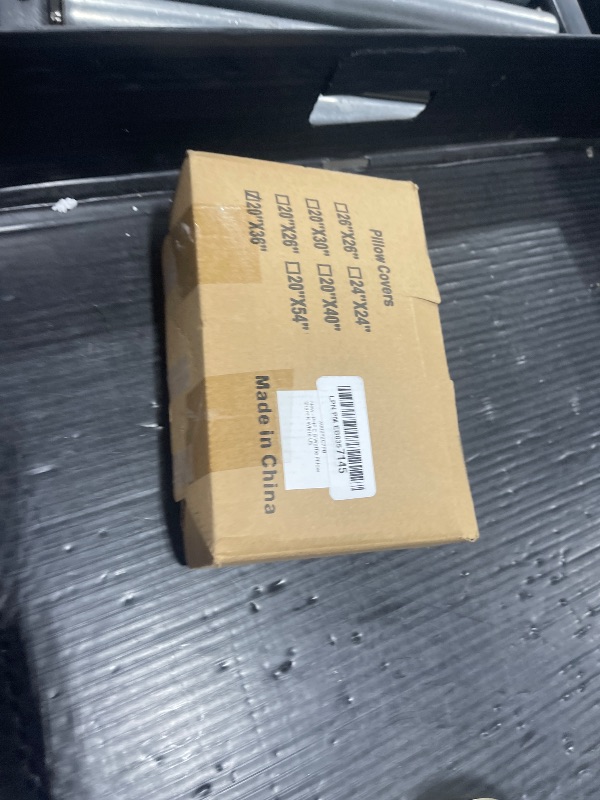 Pillow Covers
☐26"X26" ☐24"X24"
☐20"X30" ☐20"X40"
☐20"X26" ☐20"X54"
☑20"X36"
7145
Made in China